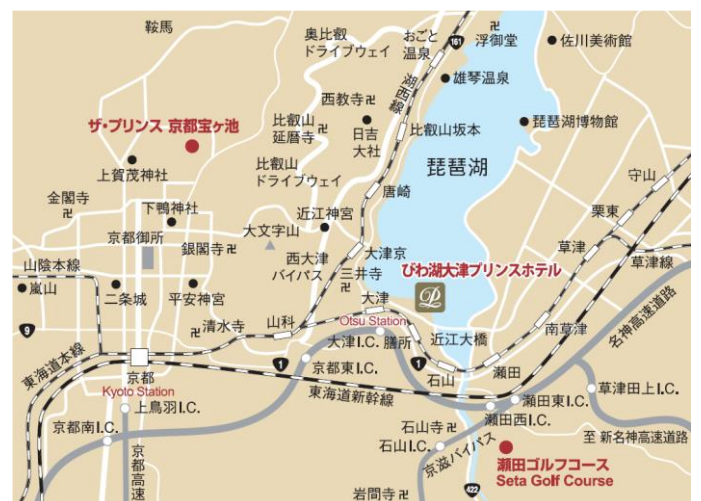 鞍馬
奥比叡
ドライブウェイ
おごと
温泉
161
浮御堂
佐川美術館
湖西線
雄琴温泉
西教寺
ザ・プリンス 京都宝ヶ池
比叡山
延暦寺
日吉
大社
比叡山坂本
琵琶湖博物館
琵琶湖
上賀茂神社
比叡山
ドライブウェイ
守山
唐崎
金閣寺
下鴨神社
近江神宮
栗東
大文字山
京都御所
銀閣寺
西大津
バイパス
大津京
草津
草津線
山陰本線
三井寺
びわ湖大津プリンスホテル
嵐山
二条城
平安神宮
大津
名神高速道路
清水寺
山科
Otsu Station
9
大津I.C.
膳所
近江大橋
南草津
東海道本線
1
京都東I.C.
1
石山
瀬田
京都
Kyoto Station
東海道新幹線
瀬田東I.C.
草津田上I.C.
上鳥羽I.C.
瀬田西I.C.
京都南I.C.
石山寺
石山I.C.
京滋バイパス
至 新名神高速道路
京都高速
瀬田ゴルフコース
Seta Golf Course
岩間寺
422